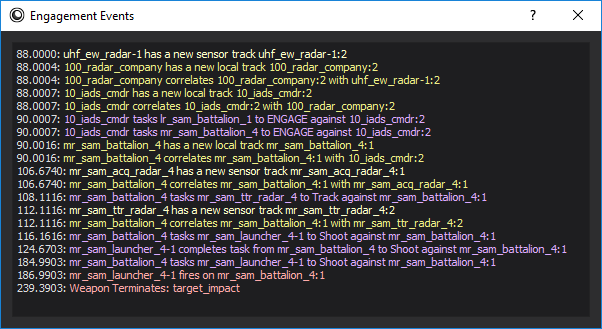 Engagement Events
88.0000: uhf_ew_radar-1 has a new sensor track uhf_ew_radar-1:2
88.0004: 100_radar_company has a new local track 100_radar_company:2
88.0004: 100_radar_company correlates 100_radar_company:2 with uhf_ew_radar-1:2
88.0007: 10_iads_cmdr has a new local track 10_iads_cmdr:2
88.0007: 10_iads_cmdr correlates 10_iads_cmdr:2 with 100_radar_company:2
90.0007: 10_iads_cmdr tasks lr_sam_battalion_1 to ENGAGE against 10_iads_cmdr:2
90.0007: 10_iads_cmdr tasks mr_sam_battalion_4 to ENGAGE against 10_iads_cmdr:2
90.0016: mr_sam_battalion_4 has a new local track mr_sam_battalion_4:1
90.0016: mr_sam_battalion_4 correlates mr_sam_battalion_4:1 with 10_iads_cmdr:2
106.6740: mr_sam_acq_radar_4 has a new sensor track mr_sam_acq_radar_4:1
106.6740: mr_sam_battalion_4 correlates mr_sam_battalion_4:1 with mr_sam_acq_radar_4:1
108.1116: mr_sam_battalion_4 tasks mr_sam_ttr_radar_4 to Track against mr_sam_battalion_4:1
112.1116: mr_sam_ttr_radar_4 has a new sensor track mr_sam_ttr_radar_4:2
112.1116: mr_sam_battalion_4 correlates mr_sam_battalion_4:1 with mr_sam_ttr_radar_4:2
116.1616: mr_sam_battalion_4 tasks mr_sam_launcher_4-1 to Shoot against mr_sam_battalion_4:1
124.6703: mr_sam_launcher_4-1 completes task from mr_sam_battalion_4 to Shoot against mr_sam_battalion_4:1
184.9903: mr_sam_battalion_4 tasks mr_sam_launcher_4-1 to Shoot against mr_sam_battalion_4:1
186.9903: mr_sam_launcher_4-1 fires on mr_sam_battalion_4:1
239.3903: Weapon Terminates: target_impact